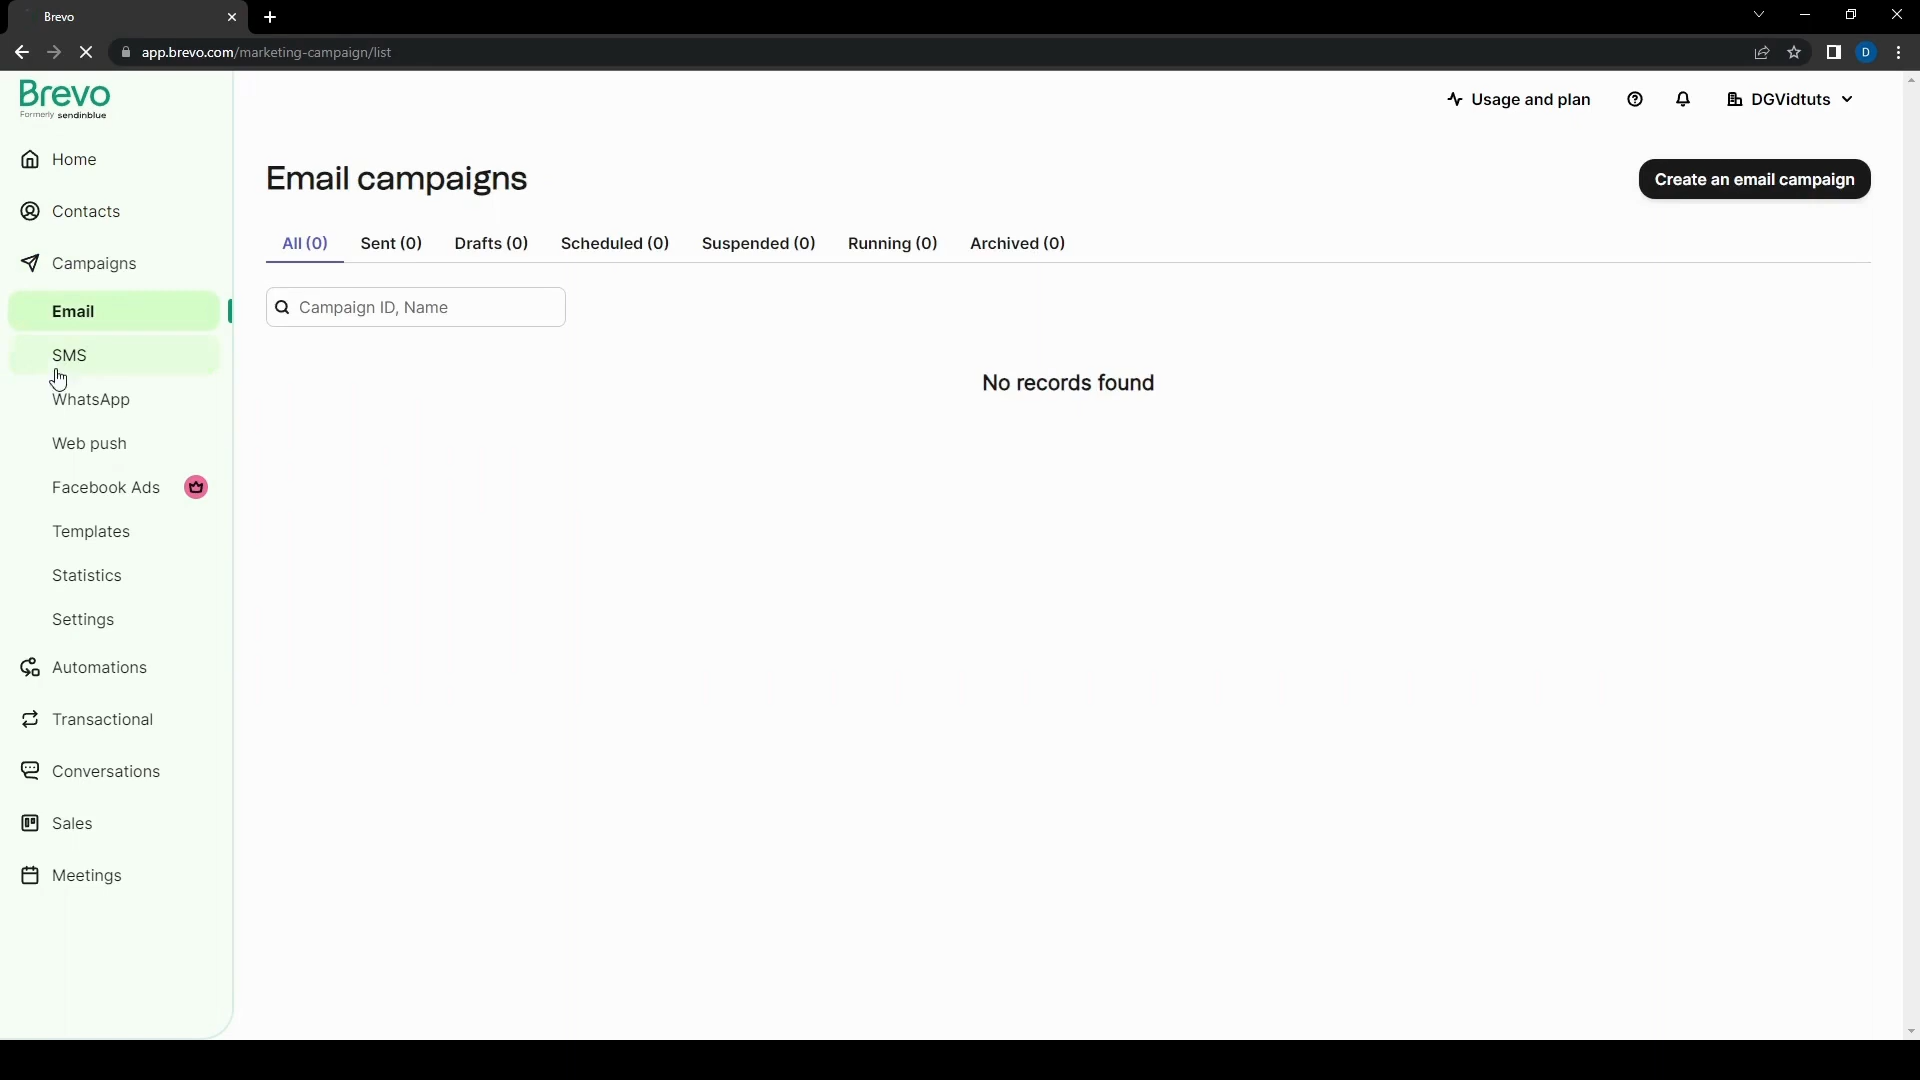 Brevo
app.brevo.com/marketing-campaign/list
D
Brevo
Formerly sendinblue
Usage and plan
DGVidtuts
Home
Contacts
Campaigns
Email
SMS
WhatsApp
Web push
Facebook Ads
Templates
Statistics
Settings
Automations
Transactional
Conversations
Sales
Meetings
Email campaigns
Create an email campaign
All (0) Sent (0) Drafts (0) Scheduled (0) Suspended (0) Running (0) Archived (0)
Campaign ID, Name
No records found